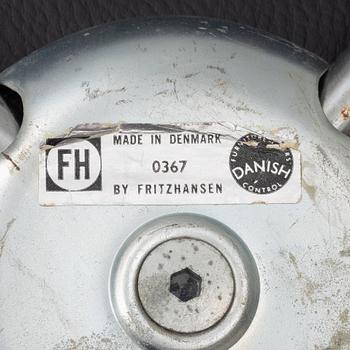 FH
MADE IN DENMARK
0367
BY FRITZHANSEN
DANISH
CONTROL